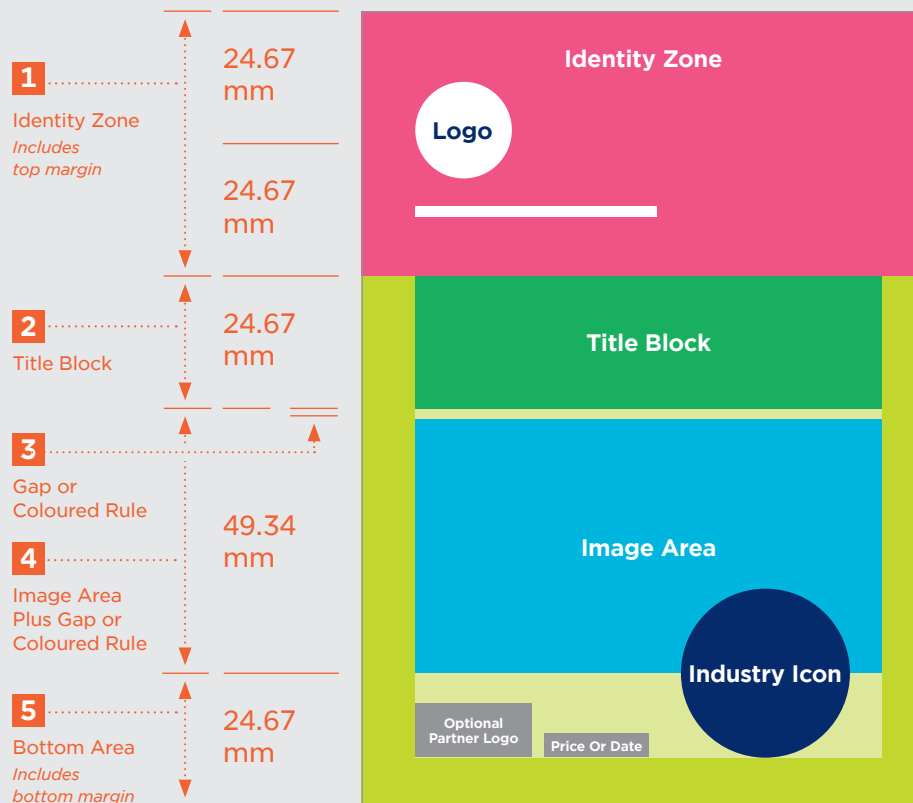 1
Identity Zone
Includes
top margin
24.67
mm
24.67
mm
2
Title Block
24.67
mm
3
Gap or
Coloured Rule
4
Image Area
Plus Gap or
Coloured Rule
49.34
mm
5
Bottom Area
Includes
bottom margin
24.67
mm
Identity Zone
Logo
Title Block
Image Area
Industry Icon
Optional
Partner Logo
Price Or Date